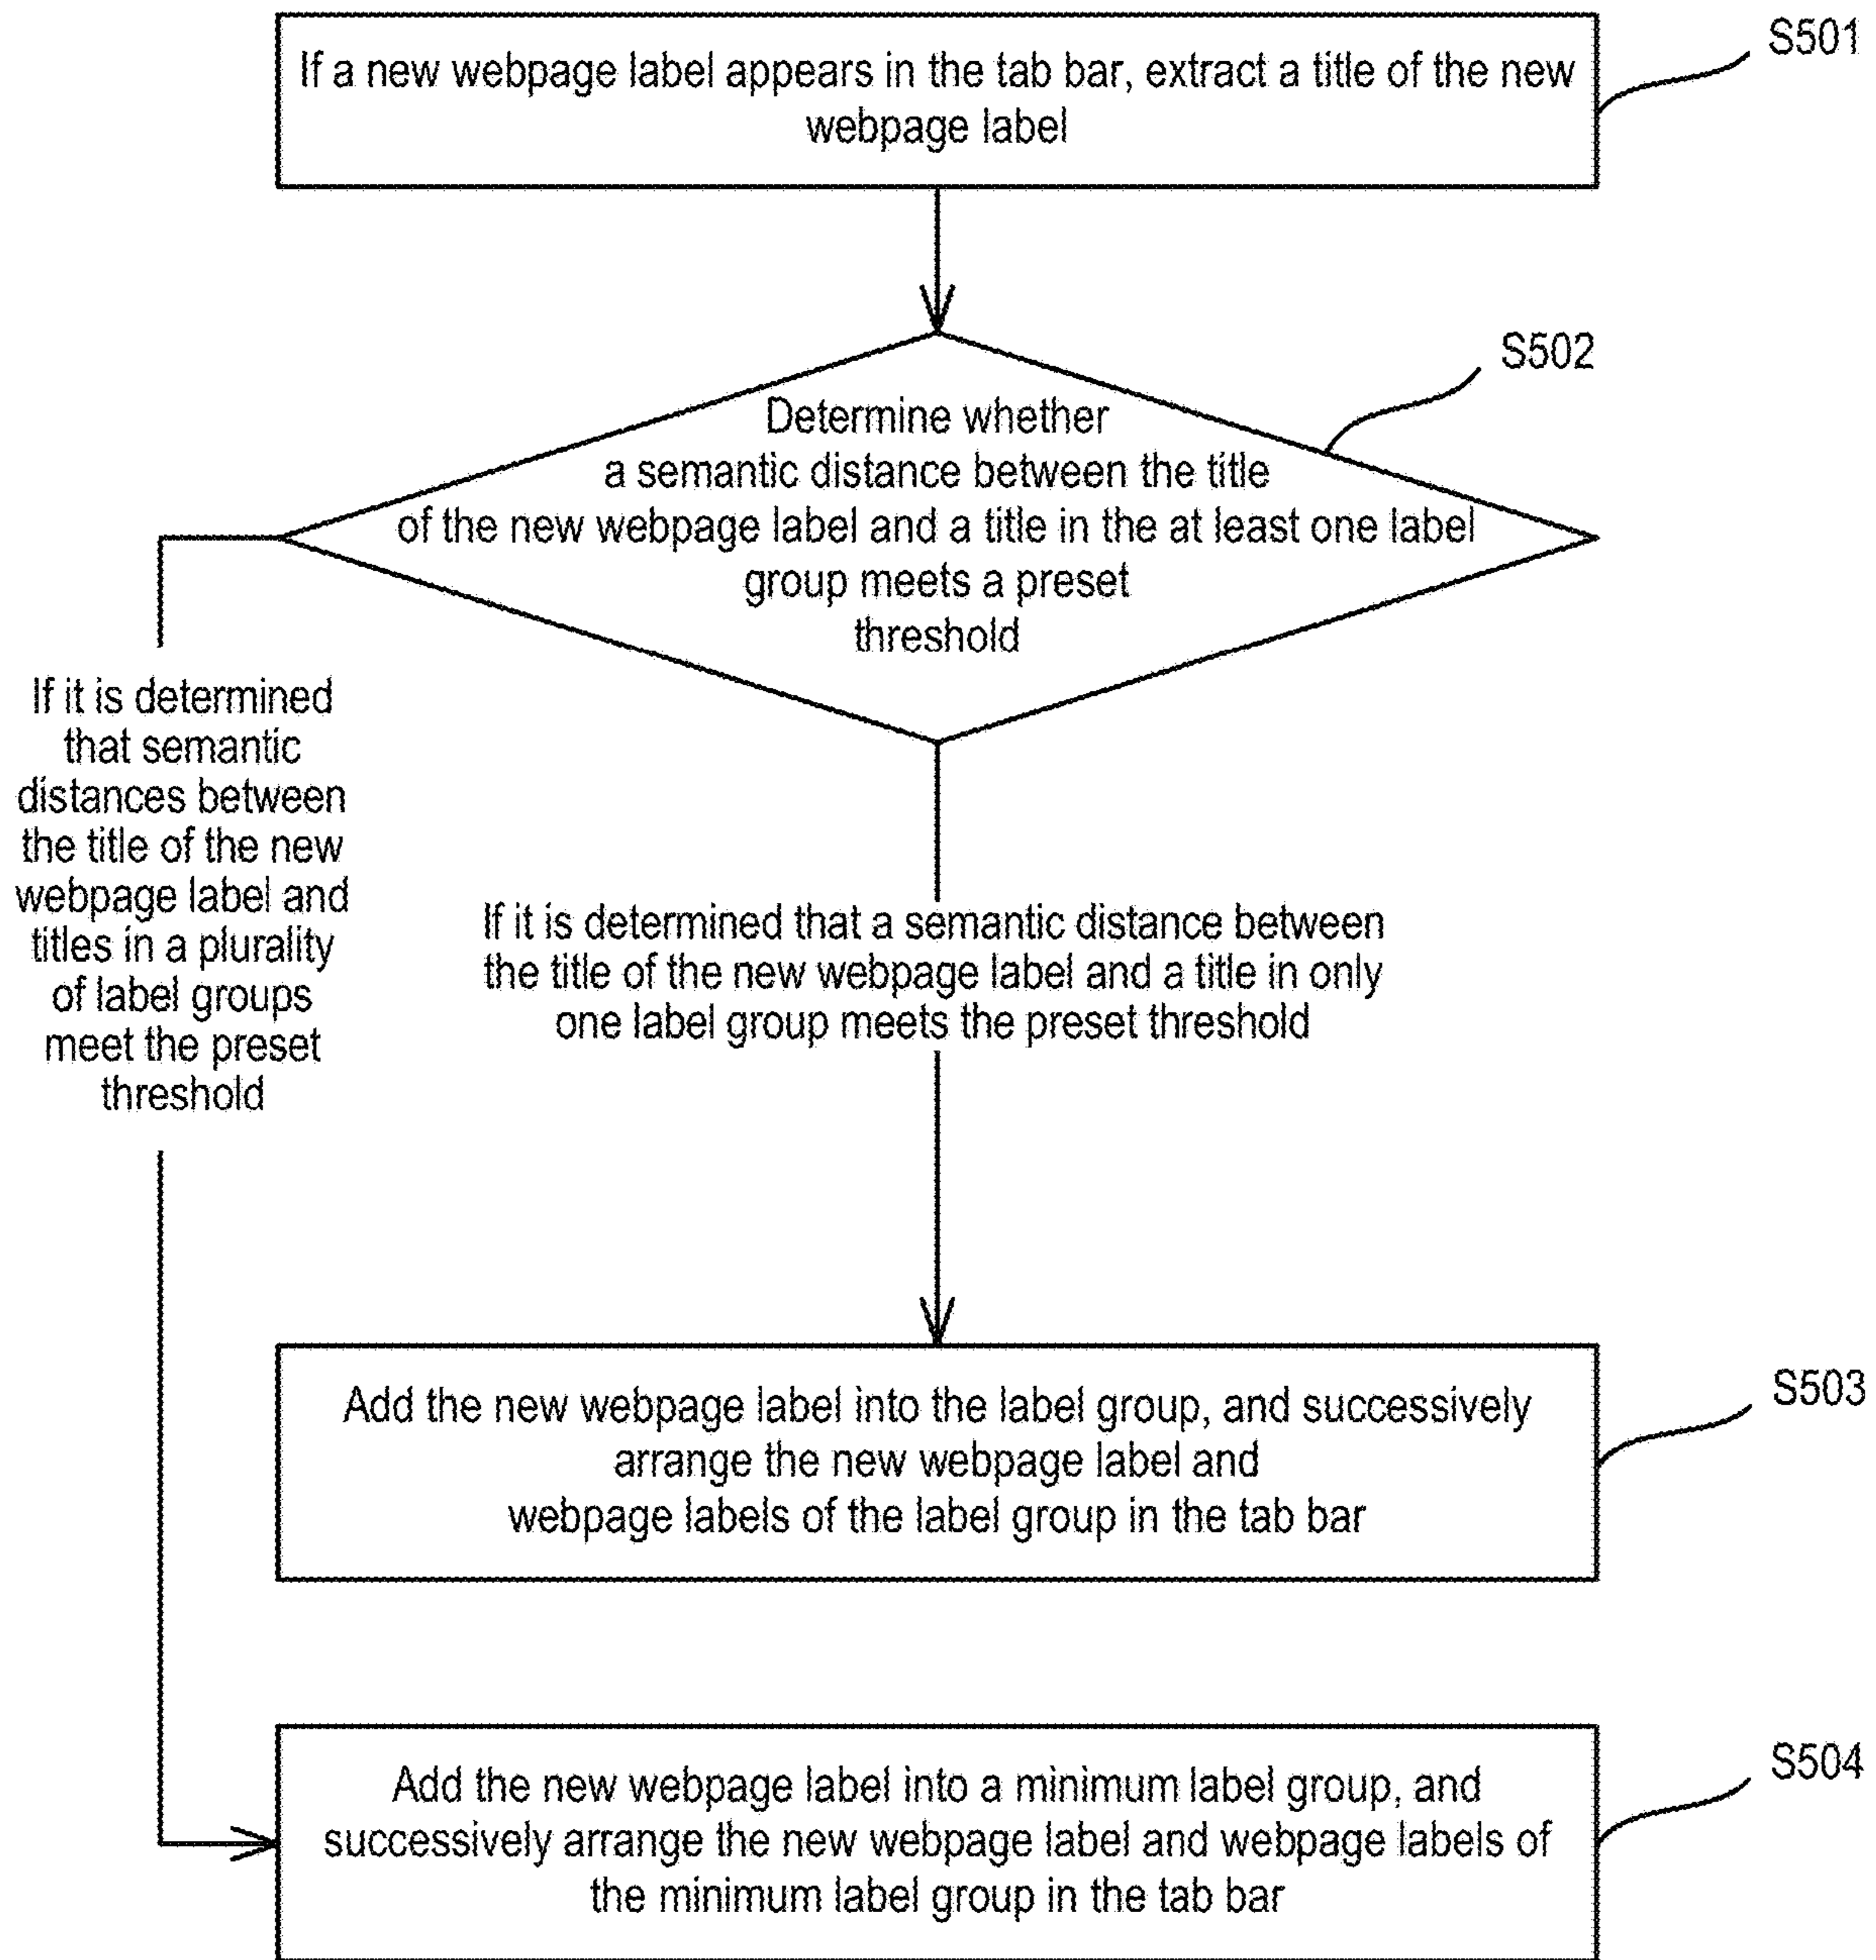 If a new webpage label appears in the tab bar, extract a title of the new
webpage label
S501
Determine whether
a semantic distance between the title
of the new webpage label and a title in the at least one label
group meets a preset
threshold
S502
If it is determined
that semantic
distances between
the title of the new
webpage label and
titles in a plurality
of label groups
meet the preset
threshold
If it is determined that a semantic distance between
the title of the new webpage label and a title in only
one label group meets the preset threshold
Add the new webpage label into the label group, and successively
arrange the new webpage label and
webpage labels of the label group in the tab bar
S503
Add the new webpage label into a minimum label group, and
successively arrange the new webpage label and webpage labels of
the minimum label group in the tab bar
S504